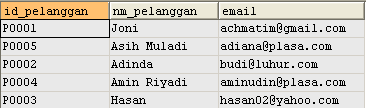 id_pelanggan nm_pelanggan email
P0001 Joni achmatim@gmail.com
P0005 Asih Muladi adiana@plasa.com
P0002 Adinda budi@luhur.com
P0004 Amin Riyadi aminudin@plasa.com
P0003 Hasan hasan02@yahoo.com